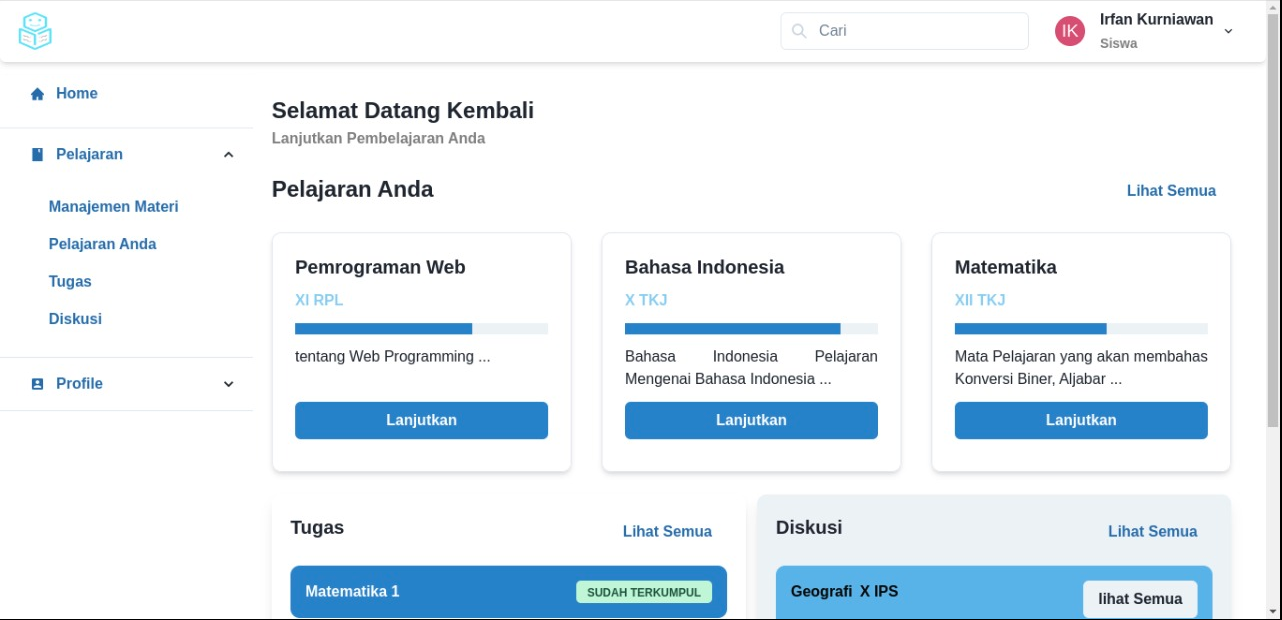 Cari
IK
Irfan Kurniawan
Siswa
Home
Pelajaran
Manajemen Materi
Pelajaran Anda
Tugas
Diskusi
Profile
Selamat Datang Kembali
Lanjutkan Pembelajaran Anda
Pelajaran Anda
Lihat Semua
Pemrograman Web
XI RPL
tentang Web Programming ...
Lanjutkan
Bahasa Indonesia
X TKJ
Bahasa Indonesia Pelajaran
Mengenai Bahasa Indonesia ...
Lanjutkan
Matematika
XII TKJ
Mata Pelajaran yang akan membahas
Konversi Biner, Aljabar ...
Lanjutkan
Tugas
Lihat Semua
Matematika 1
SUDAH TERKUMPUL
Diskusi
Lihat Semua
Geografi X IPS
lihat Semua